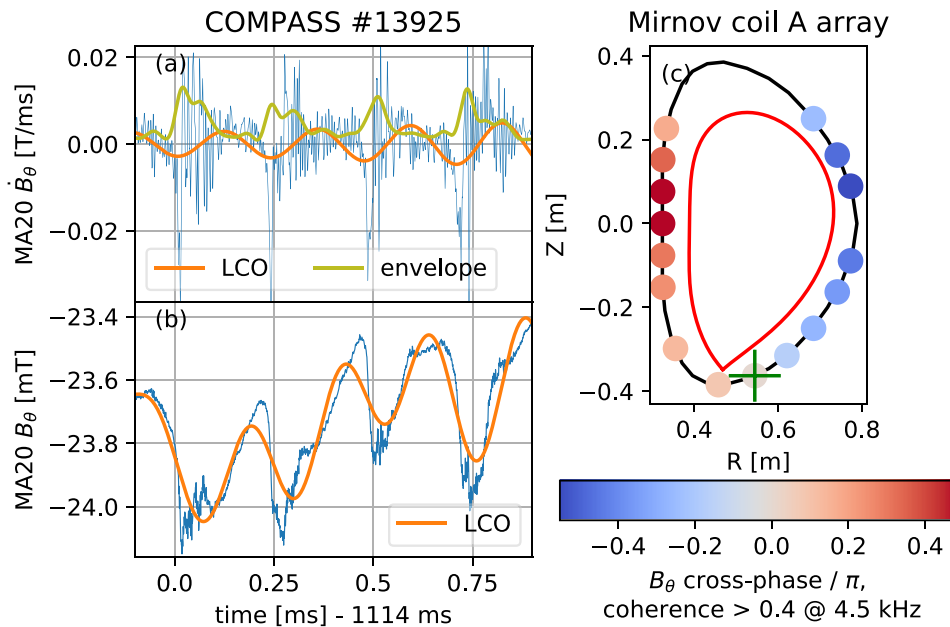 COMPASS #13925
(a)
MA20 Ḃθ [T/ms]
0.02
0.00
−0.02
LCO
envelope
(b)
MA20 Bθ [mT]
−23.4
−23.6
−23.8
−24.0
LCO
0.0 0.25 0.5 0.75
time [ms] - 1114 ms
Mirnov coil A array
(c)
Z [m]
0.4
0.2
0.0
−0.2
−0.4
0.4 0.6 0.8
R [m]
−0.4 −0.2 0.0 0.2 0.4
Bθ cross-phase / π,
coherence > 0.4 @ 4.5 kHz